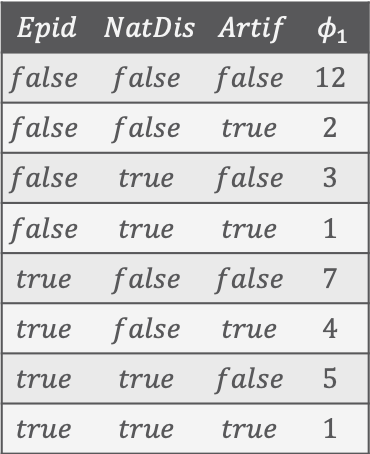 Epid NatDis Artif ϕ₁
false false false 12
false false true 2
false true false 3
false true true 1
true false false 7
true false true 4
true true false 5
true true true 1